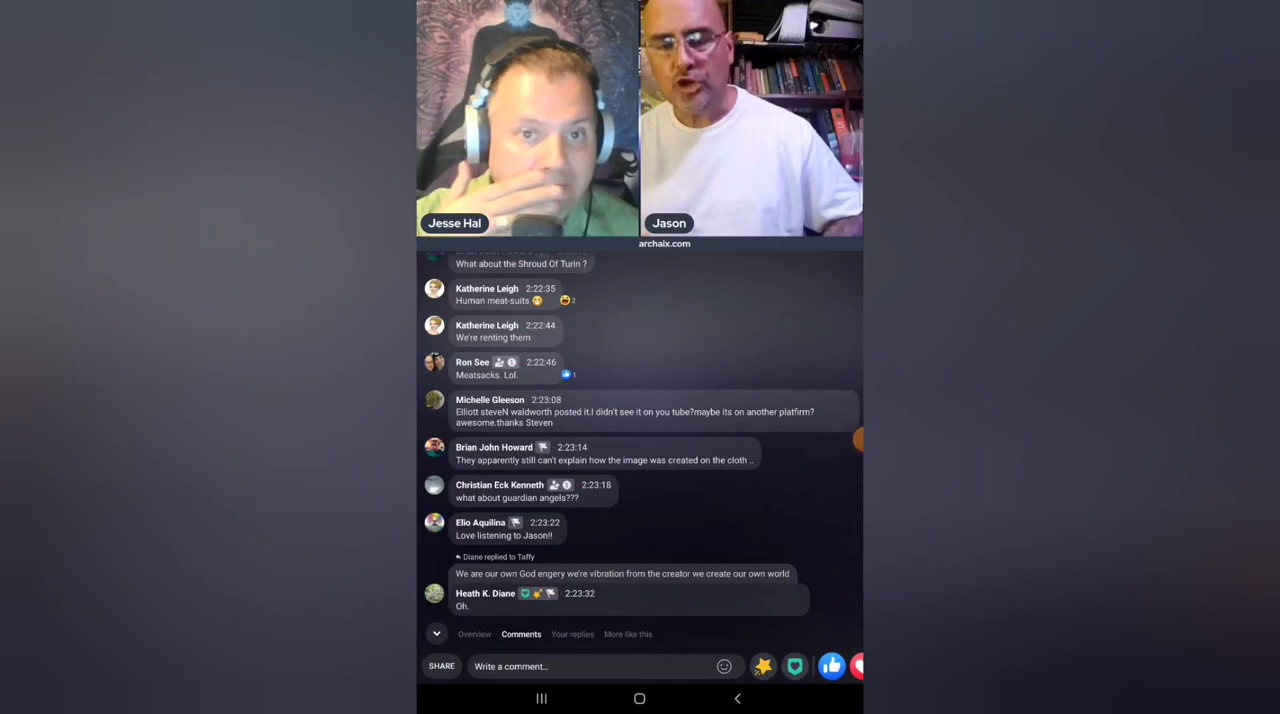 Jesse Hal
Jason
archaix.com
What about the Shroud Of Turin ?
Katherine Leigh 2:22:35
Human meat-suits 😁 😆 2
Katherine Leigh 2:22:44
We're renting them
Ron See 2:22:46
Meatsacks. Lol. 👍 1
Michelle Gleeson 2:23:08
Elliott steveN waldworth posted it.I didn't see it on you tube?maybe its on another platfirm?
awesome.thanks Steven
Brian John Howard 2:23:14
They apparently still can't explain how the image was created on the cloth ..
Christian Eck Kenneth 2:23:18
what about guardian angels???
Elio Aquilina 2:23:22
Love listening to Jason!!
Diane replied to Taffy
We are our own God engery we're vibration from the creator we create our own world
Heath K. Diane 2:23:32
Oh.
Overview Comments Your replies More like this
SHARE Write a comment...